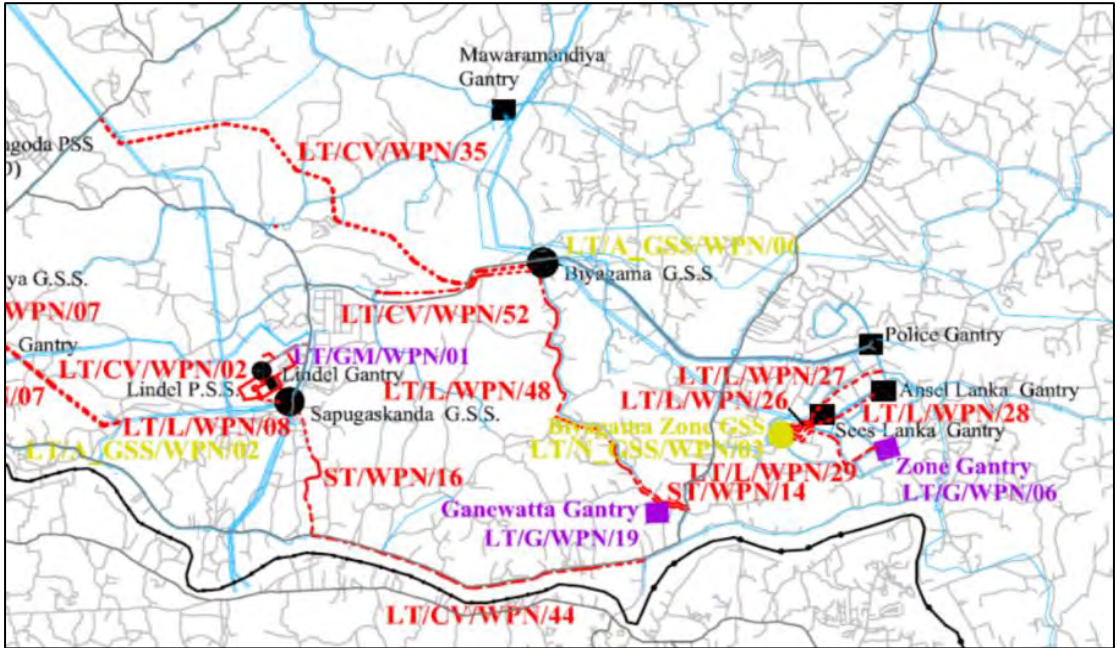 Mawaramandiya
Gantry
LT/CV/WPN/35
ngoda PSS
LT/A_GSS/WPN/06
Biyagama G.S.S
ya G.S.S.
WPN/07
LT/CV/WPN/52
Police Gantry
Gantry
LT/GM/WPN/01
LT/CV/WPN/02
Lindel Gantry
LT/L/WPN/27
Lindel P.S.S.
LT/L/WPN/48
Ansel Lanka Gantry
/07
LT/L/WPN/26
Sapugaskanda G.S.S.
LT/L/WPN/28
LT/L/WPN/08
Biyagama Zone GSS
Sees Lanka Gantry
LT/A_GSS/WPN/02
LT/N_GSS/WPN/03
Zone Gantry
ST/WPN/16
LT/L/WPN/29
LT/G/WPN/06
ST/WPN/14
Ganewatta Gantry
LT/G/WPN/19
LT/CV/WPN/44